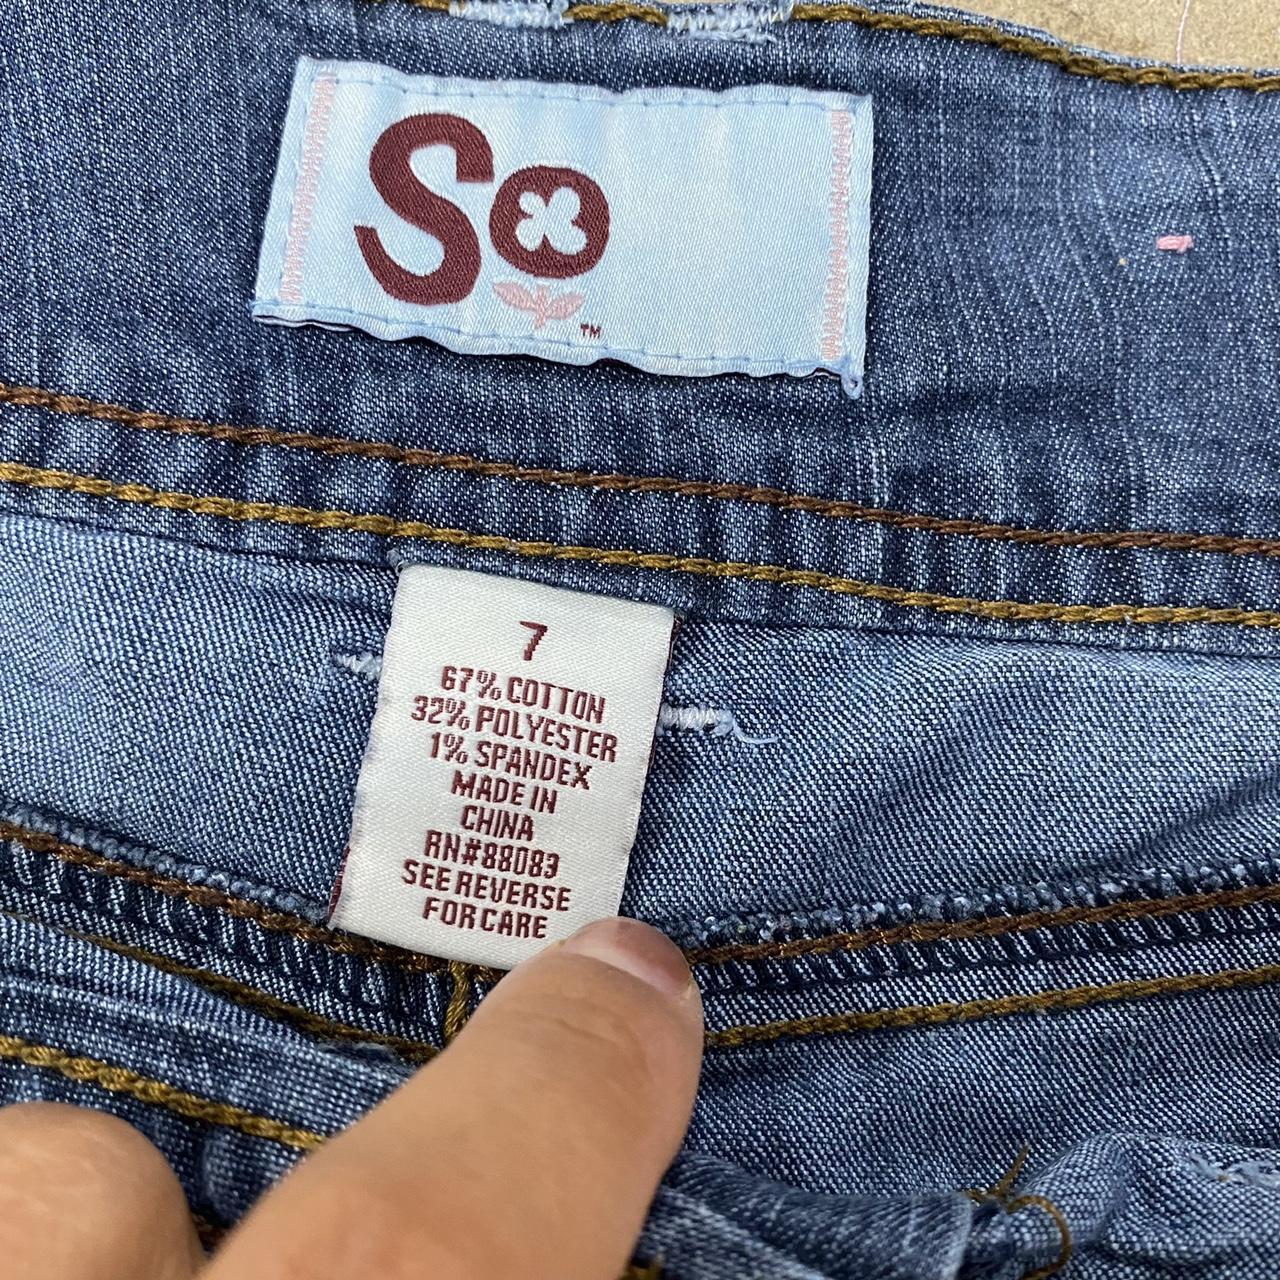 So
TM
7
67% COTTON
32% POLYESTER
1% SPANDEX
MADE IN
CHINA
RN#88083
SEE REVERSE
FOR CARE